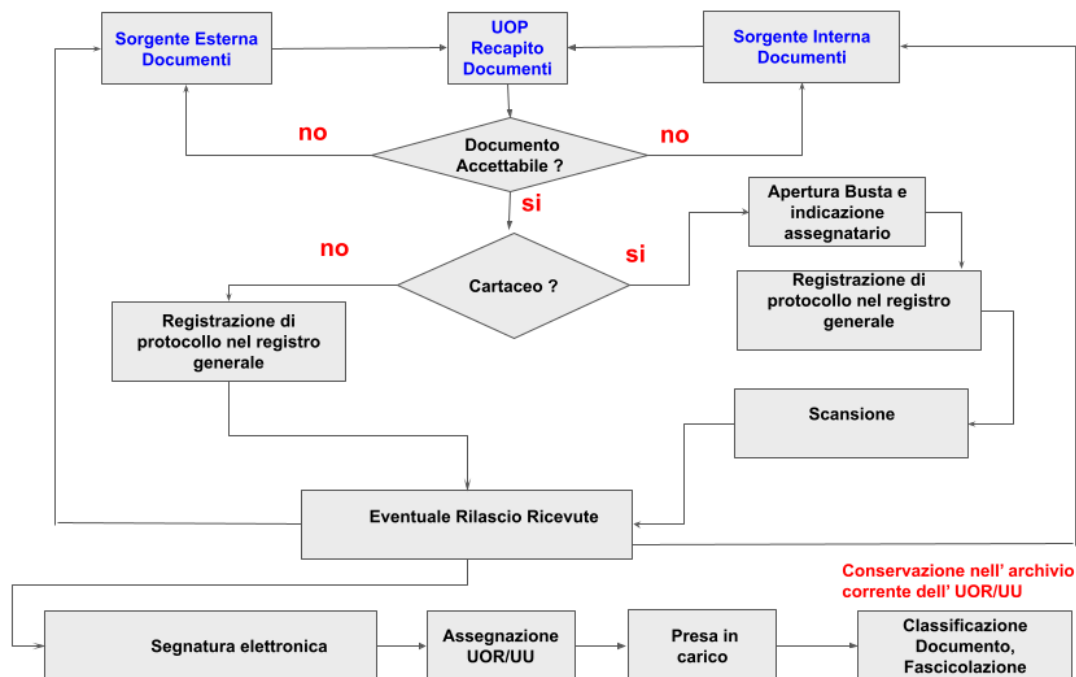 Sorgente Esterna
Documenti
UOP
Recapito
Documenti
Sorgente Interna
Documenti
no
Documento
Accettabile ?
no
si
Apertura Busta e
indicazione
assegnatario
no
si
Cartaceo ?
Registrazione di
protocollo nel registro
generale
Registrazione di
protocollo nel registro
generale
Scansione
Eventuale Rilascio Ricevute
Conservazione nell’ archivio
corrente dell’ UOR/UU
Segnatura elettronica
Assegnazione
UOR/UU
Presa in
carico
Classificazione
Documento,
Fascicolazione